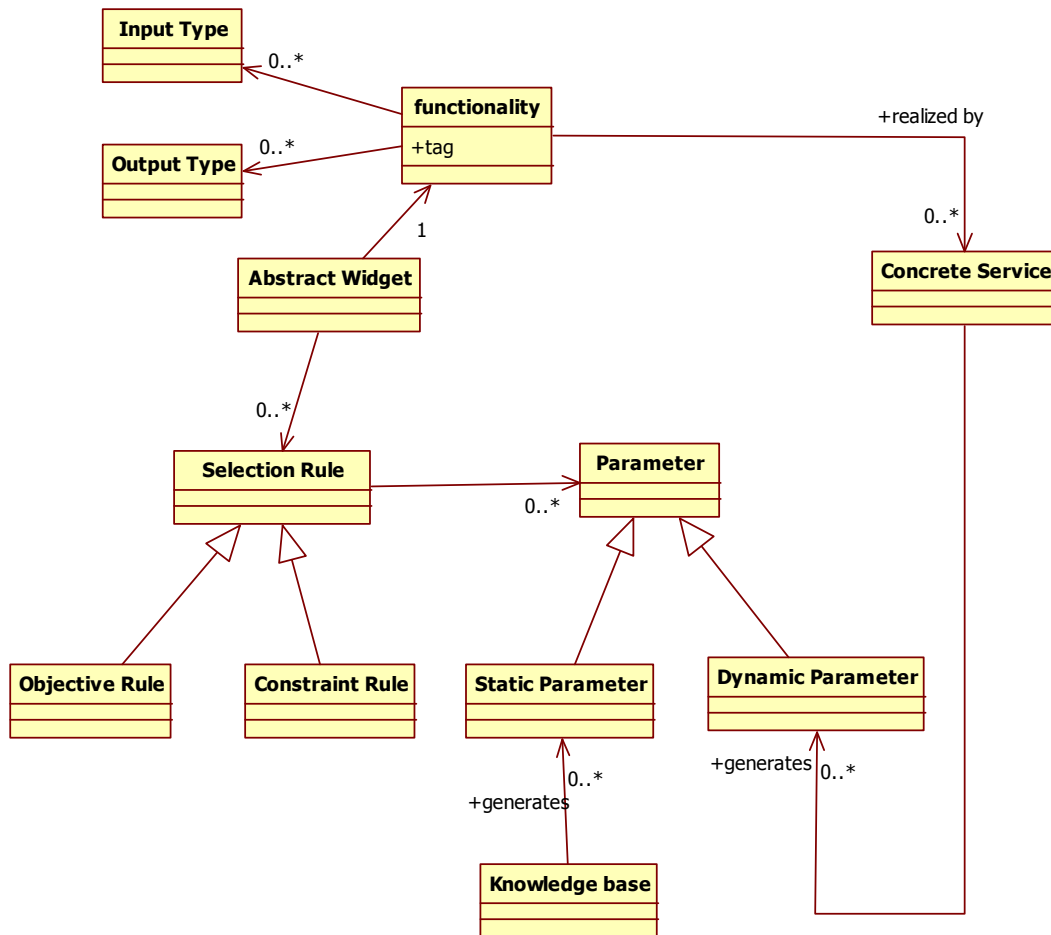 Input Type
0..*
functionality
+tag
+realized by
Output Type
0..*
1
0..*
Abstract Widget
Concrete Service
0..*
Selection Rule
Parameter
0..*
Objective Rule
Constraint Rule
Static Parameter
Dynamic Parameter
+generates
0..*
+generates
0..*
Knowledge base